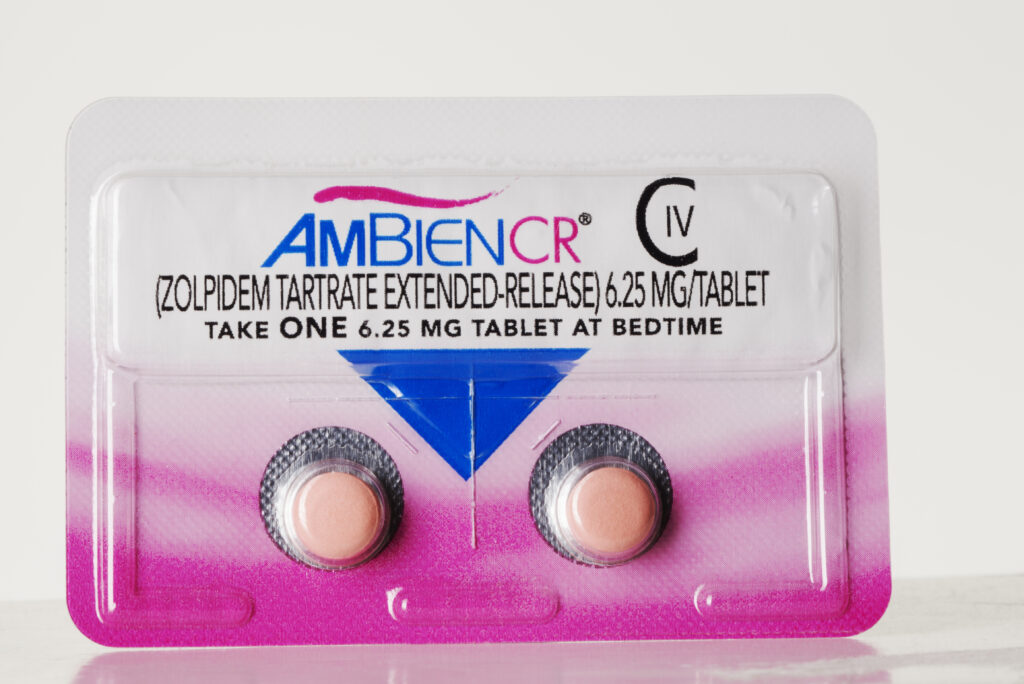 AMBIENCR® CIV
(ZOLPIDEM TARTRATE EXTENDED-RELEASE) 6.25 MG/TABLET
TAKE ONE 6.25 MG TABLET AT BEDTIME